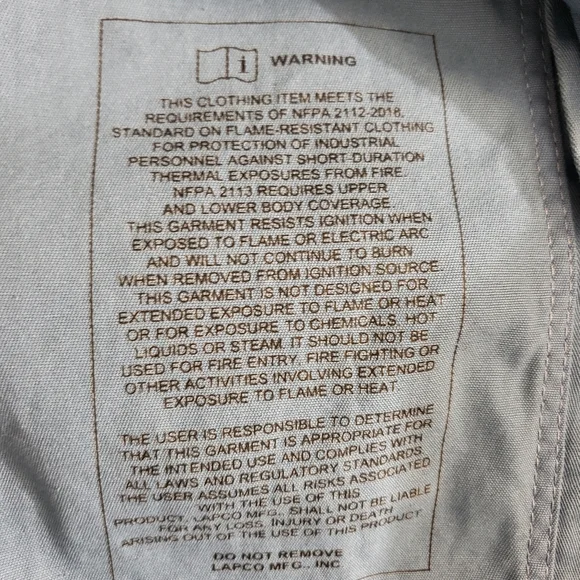 i WARNING
THIS CLOTHING ITEM MEETS THE
REQUIREMENTS OF NFPA 2112-2018,
STANDARD ON FLAME-RESISTANT CLOTHING
FOR PROTECTION OF INDUSTRIAL
PERSONNEL AGAINST SHORT-DURATION
THERMAL EXPOSURES FROM FIRE.
NFPA 2113 REQUIRES UPPER
AND LOWER BODY COVERAGE.
THIS GARMENT RESISTS IGNITION WHEN
EXPOSED TO FLAME OR ELECTRIC ARC
AND WILL NOT CONTINUE TO BURN
WHEN REMOVED FROM IGNITION SOURCE.
THIS GARMENT IS NOT DESIGNED FOR
EXTENDED EXPOSURE TO FLAME OR HEAT
OR FOR EXPOSURE TO CHEMICALS, HOT
LIQUIDS OR STEAM. IT SHOULD NOT BE
USED FOR FIRE ENTRY, FIRE FIGHTING OR
OTHER ACTIVITIES INVOLVING EXTENDED
EXPOSURE TO FLAME OR HEAT.
THE USER IS RESPONSIBLE TO DETERMINE
THAT THIS GARMENT IS APPROPRIATE FOR
THE INTENDED USE AND COMPLIES WITH
ALL LAWS AND REGULATORY STANDARDS.
THE USER ASSUMES ALL RISKS ASSOCIATED
WITH THE USE OF THIS
PRODUCT. LAPCO MFG., SHALL NOT BE LIABLE
FOR ANY LOSS, INJURY OR DEATH
ARISING OUT OF THE USE OF THIS PRODUCT
DO NOT REMOVE
LAPCO MFG., INC